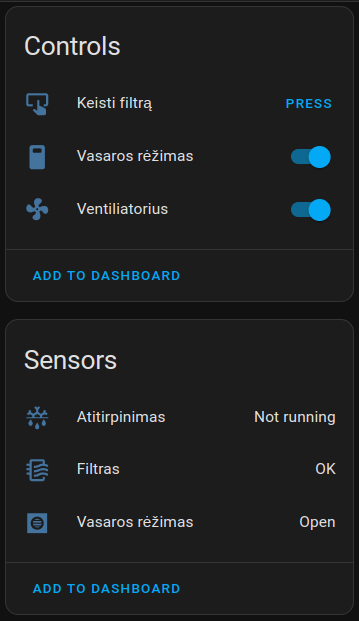 Controls
Keisti filtrą PRESS
Vasaros rėžimas
Ventiliatorius
ADD TO DASHBOARD
Sensors
Atitirpinimas Not running
Filtras OK
Vasaros rėžimas Open
ADD TO DASHBOARD